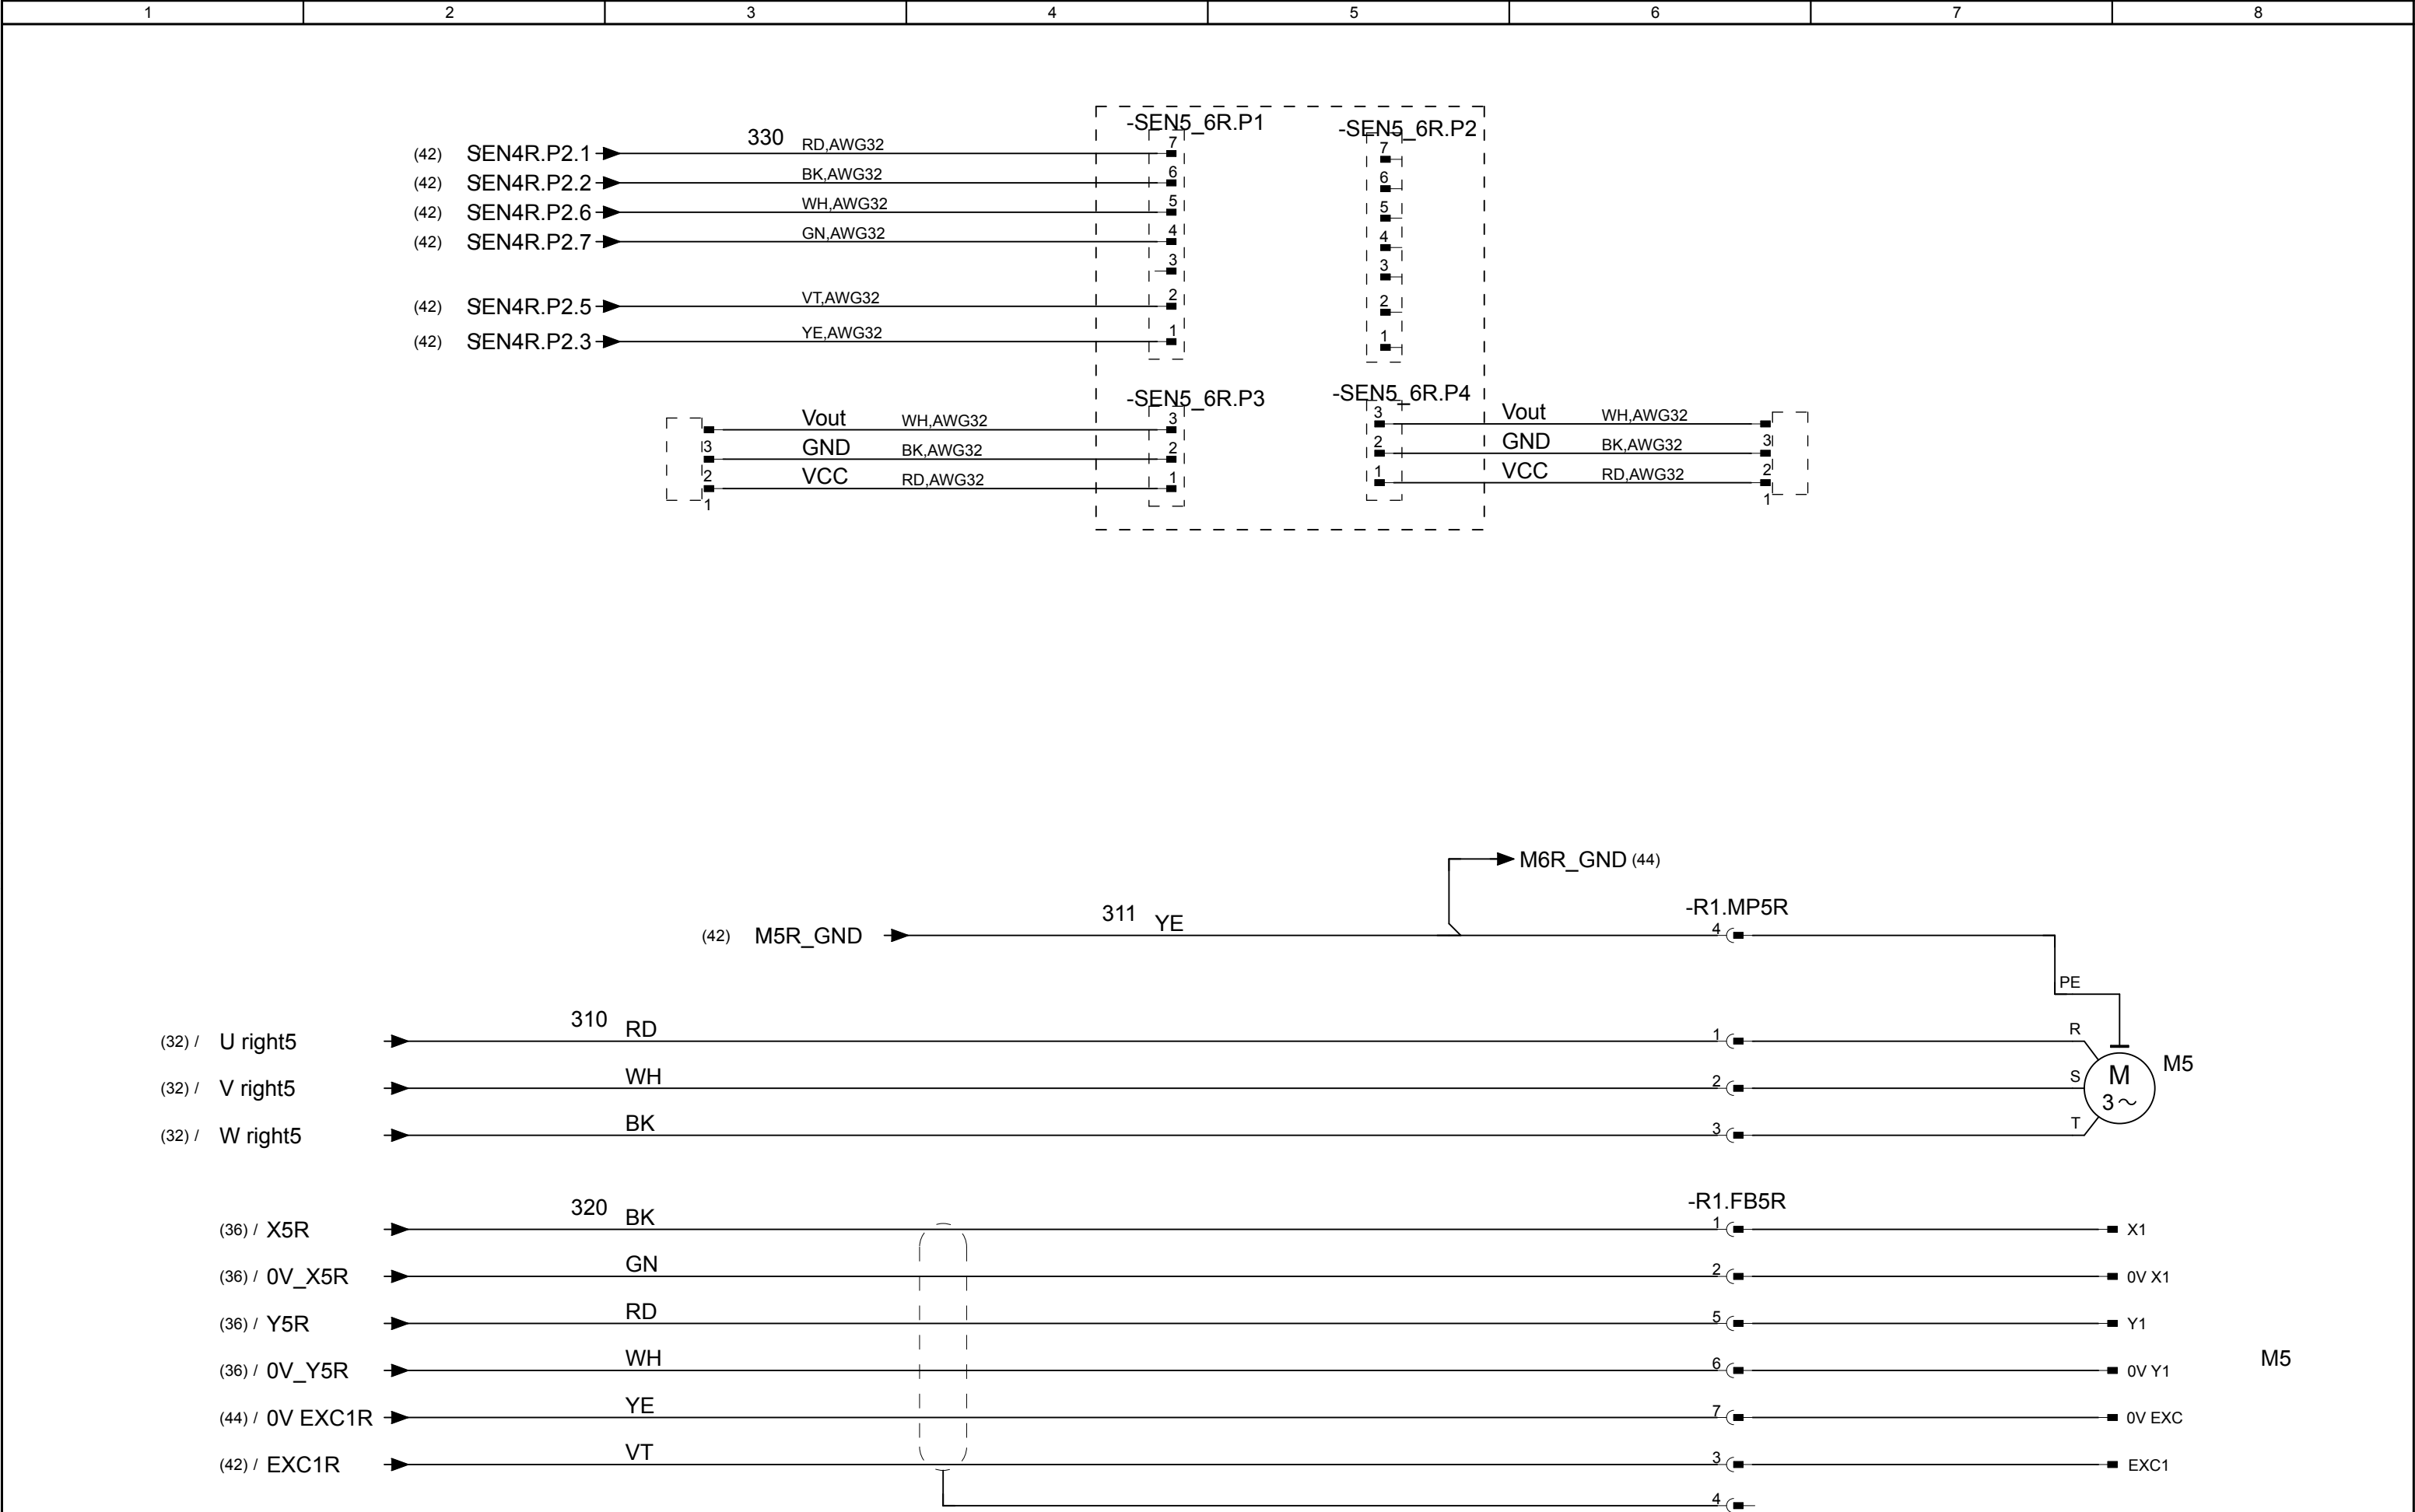 1 2 3 4 5 6 7 8
-SEN5_6R.P1 -SEN5_6R.P2
(42) SEN4R.P2.1 330 RD,AWG32 7 7
(42) SEN4R.P2.2 BK,AWG32 6 6
(42) SEN4R.P2.6 WH,AWG32 5 5
(42) SEN4R.P2.7 GN,AWG32 4 4
3 3
(42) SEN4R.P2.5 VT,AWG32 2 2
(42) SEN4R.P2.3 YE,AWG32 1 1
-SEN5_6R.P3 -SEN5_6R.P4
3 Vout WH,AWG32 3 3 Vout WH,AWG32 3
2 GND BK,AWG32 2 2 GND BK,AWG32 2
1 VCC RD,AWG32 1 1 VCC RD,AWG32 1
M6R_GND (44)
-R1.MP5R
(42) M5R_GND 311 YE 4
PE
(32) / U right5 310 RD 1 R
M5
(32) / V right5 WH 2 S M
3～
(32) / W right5 BK 3 T
-R1.FB5R
(36) / X5R 320 BK 1 X1
(36) / 0V_X5R GN 2 0V X1
(36) / Y5R RD 5 Y1
(36) / 0V_Y5R WH 6 0V Y1 M5
(44) / 0V EXC1R YE 7 0V EXC
(42) / EXC1R VT 3 EXC1
4